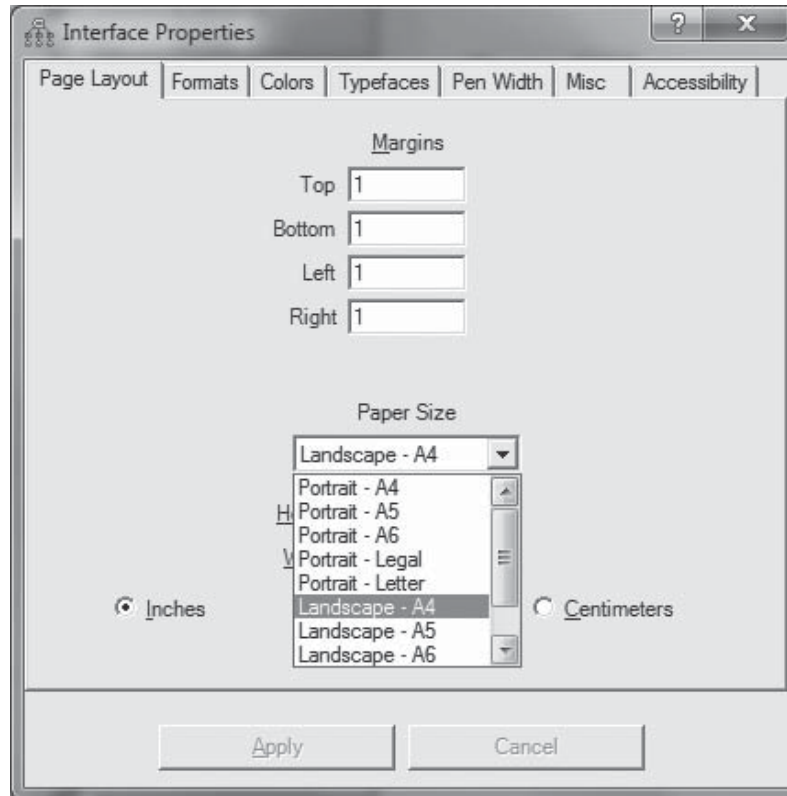 Interface Properties
? X
Page Layout Formats Colors Typefaces Pen Width Misc Accessibility
Margins
Top 1
Bottom 1
Left 1
Right 1
Paper Size
Landscape - A4
Portrait - A4
Portrait - A5
Portrait - A6
Portrait - Legal
Portrait - Letter
Landscape - A4
Landscape - A5
Landscape - A6
Inches
Centimeters
Apply Cancel